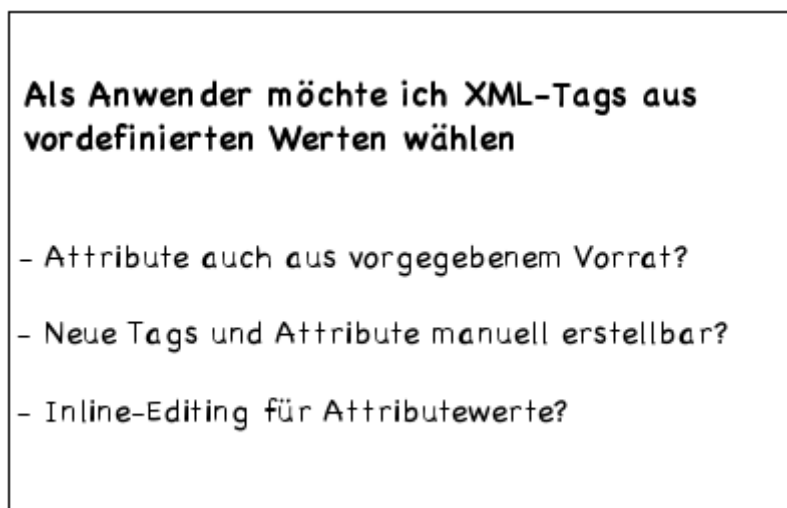 Als Anwender möchte ich XML-Tags aus
vordefinierten Werten wählen
- Attribute auch aus vorgegebenem Vorrat?
- Neue Tags und Attribute manuell erstellbar?
- Inline-Editing für Attributewerte?